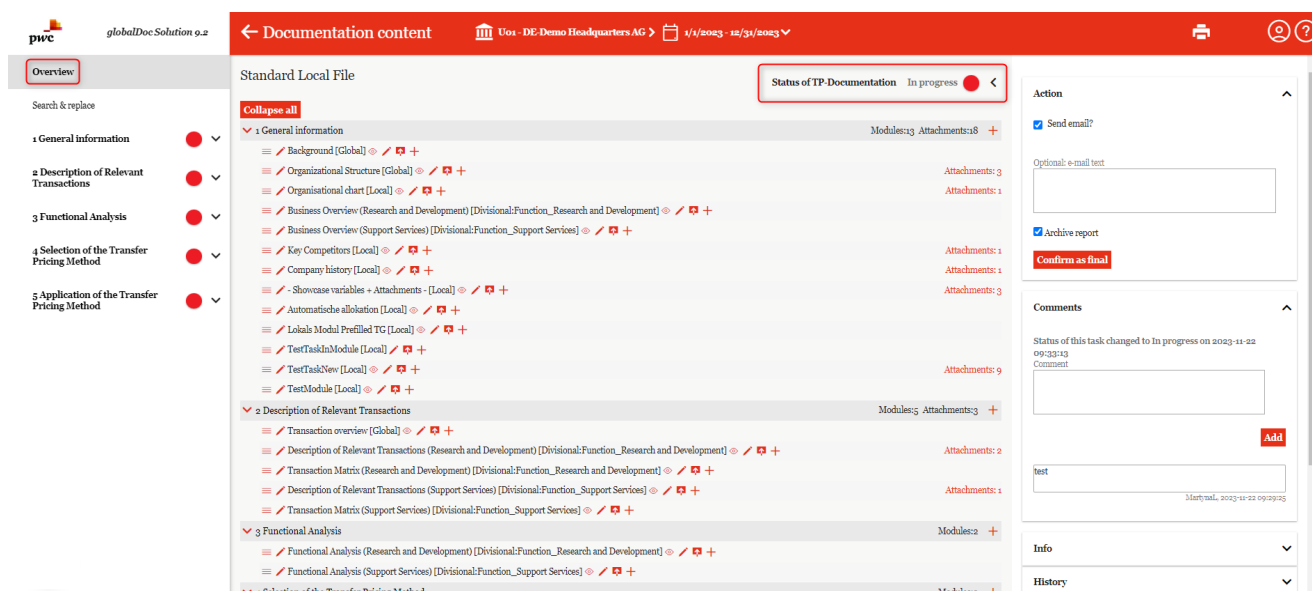 pwc
globalDoc Solution 9.2
Documentation content
U01 - DE-Demo Headquarters AG
1/1/2023 - 12/31/2023
?
Overview
Search & replace
1 General information
2 Description of Relevant
Transactions
3 Functional Analysis
4 Selection of the Transfer
Pricing Method
5 Application of the Transfer
Pricing Method
Standard Local File
Status of TP-Documentation In progress
Collapse all
1 General information Modules:13 Attachments:18
Background [Global]
Organizational Structure [Global] Attachments: 3
Organisational chart [Local] Attachments: 1
Business Overview (Research and Development) [Divisional:Function_Research and Development]
Business Overview (Support Services) [Divisional:Function_Support Services]
Key Competitors [Local] Attachments: 1
Company history [Local] Attachments: 1
- Showcase variables + Attachments - [Local] Attachments: 3
Automatische allokation [Local]
Lokals Modul Prefilled TG [Local]
TestTaskInModule [Local]
TestTaskNew [Local] Attachments: 9
TestModule [Local]
2 Description of Relevant Transactions Modules:5 Attachments:3
Transaction overview [Global]
Description of Relevant Transactions (Research and Development) [Divisional:Function_Research and Development] Attachments: 2
Transaction Matrix (Research and Development) [Divisional:Function_Research and Development]
Description of Relevant Transactions (Support Services) [Divisional:Function_Support Services] Attachments: 1
Transaction Matrix (Support Services) [Divisional:Function_Support Services]
3 Functional Analysis Modules:2
Functional Analysis (Research and Development) [Divisional:Function_Research and Development]
Functional Analysis (Support Services) [Divisional:Function_Support Services]
Action
Send email?
Optional: e-mail text
Archive report
Confirm as final
Comments
Status of this task changed to In progress on 2023-11-22
09:33:13
Comment
Add
test
MartynaL, 2023-11-22 09:29:25
Info
History